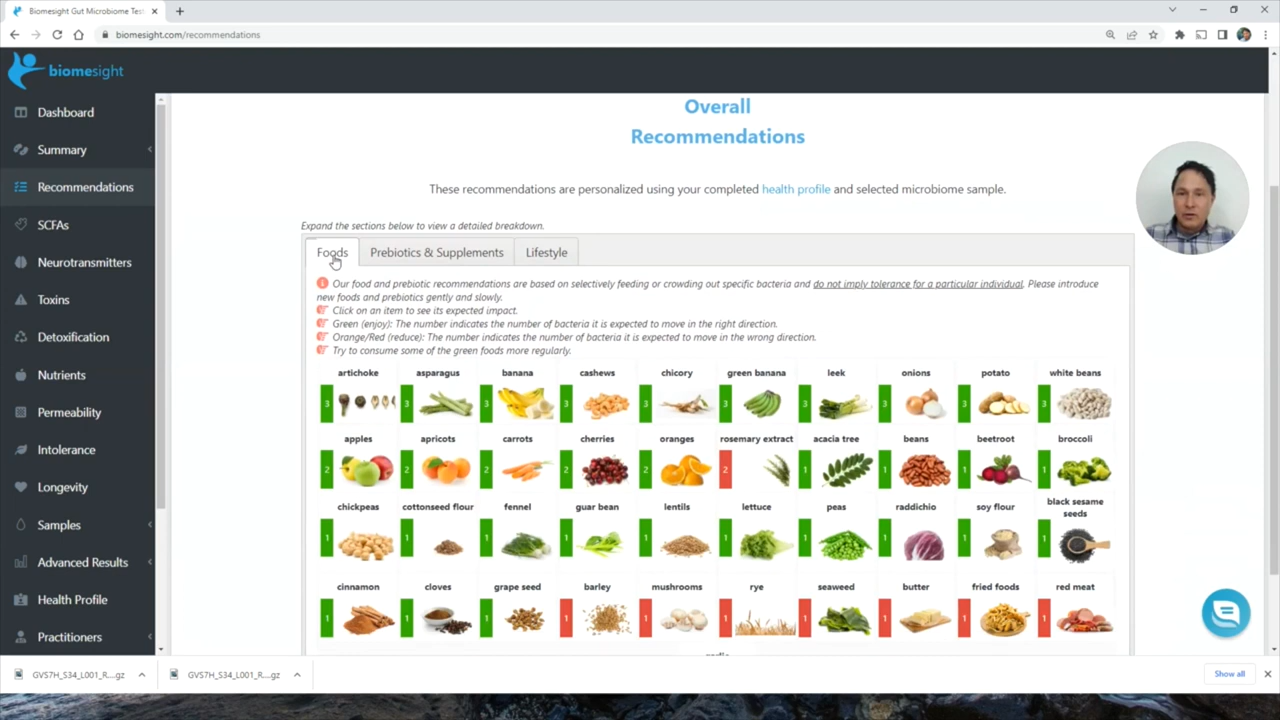 Biomesight Gut Microbiome Tes
biomesight.com/recommendations
biomesight
Dashboard
Summary
Recommendations
SCFAs
Neurotransmitters
Toxins
Detoxification
Nutrients
Permeability
Intolerance
Longevity
Samples
Advanced Results
Health Profile
Practitioners
Overall
Recommendations
These recommendations are personalized using your completed health profile and selected microbiome sample.
Expand the sections below to view a detailed breakdown.
Foods Prebiotics & Supplements Lifestyle
Our food and prebiotic recommendations are based on selectively feeding or crowding out specific bacteria and do not imply tolerance for a particular individual. Please introduce
new foods and prebiotics gently and slowly.
Click on an item to see its expected impact.
Green (enjoy): The number indicates the number of bacteria it is expected to move in the right direction.
Orange/Red (reduce): The number indicates the number of bacteria it is expected to move in the wrong direction.
Try to consume some of the green foods more regularly.
artichoke asparagus banana cashews chicory green banana leek onions potato white beans
3 3 3 3 3 3 3 3 3 3
apples apricots carrots cherries oranges rosemary extract acacia tree beans beetroot broccoli
2 2 2 2 2 2 1 1 1 1
chickpeas cottonseed flour fennel guar bean lentils lettuce peas raddichio soy flour black sesame
seeds
1 1 1 1 1 1 1 1 1 1
cinnamon cloves grape seed barley mushrooms rye seaweed butter fried foods red meat
1 1 1 1 1 1 1 1 1 1
GVS7H_S34_L001_R....gz GVS7H_S34_L001_R....gz Show all